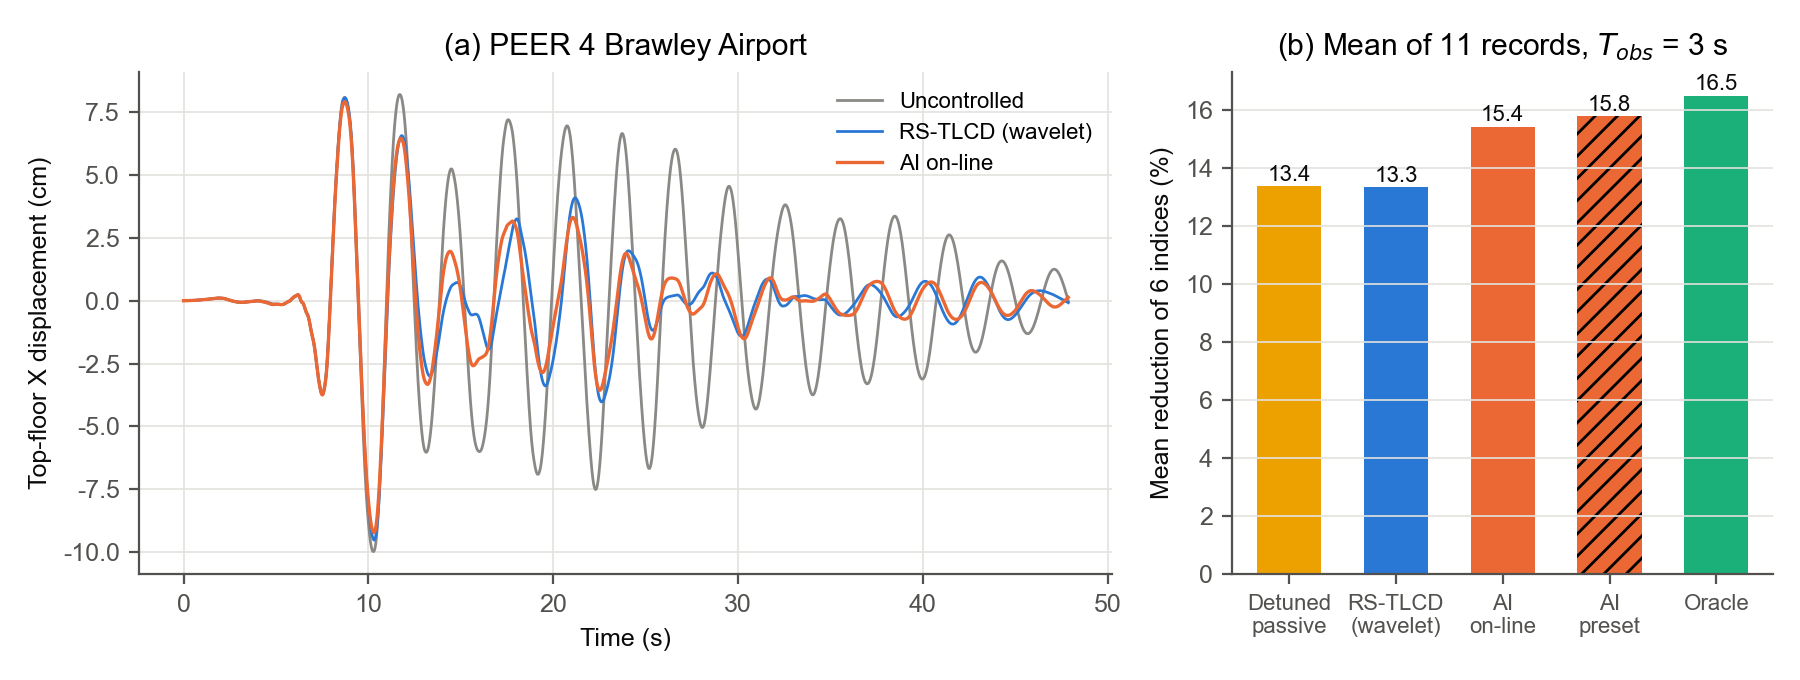 (a) PEER 4 Brawley Airport
Top-floor X displacement (cm)
7.5
5.0
2.5
0.0
-2.5
-5.0
-7.5
-10.0
0
10
20
30
40
50
Time (s)
Uncontrolled
RS-TLCD (wavelet)
AI on-line
(b) Mean of 11 records, T_obs = 3 s
Mean reduction of 6 indices (%)
16
14
12
10
8
6
4
2
0
13.4
13.3
15.4
15.8
16.5
Detuned
passive
RS-TLCD
(wavelet)
AI
on-line
AI
preset
Oracle